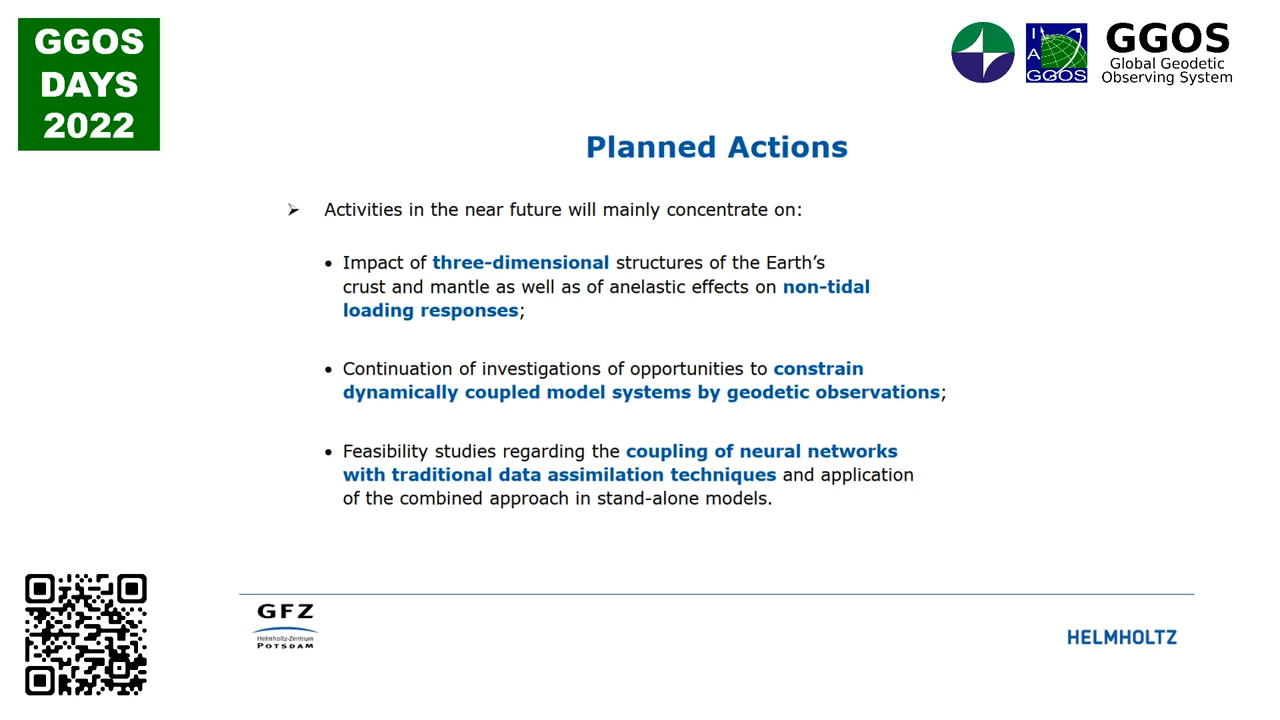 GGOS
DAYS
2022
I
A
GGOS
GGOS
Global Geodetic
Observing System
Planned Actions
➢ Activities in the near future will mainly concentrate on:
• Impact of three-dimensional structures of the Earth’s
crust and mantle as well as of anelastic effects on non-tidal
loading responses;
• Continuation of investigations of opportunities to constrain
dynamically coupled model systems by geodetic observations;
• Feasibility studies regarding the coupling of neural networks
with traditional data assimilation techniques and application
of the combined approach in stand-alone models.
GFZ
Helmholtz-Zentrum
POTSDAM
HELMHOLTZ